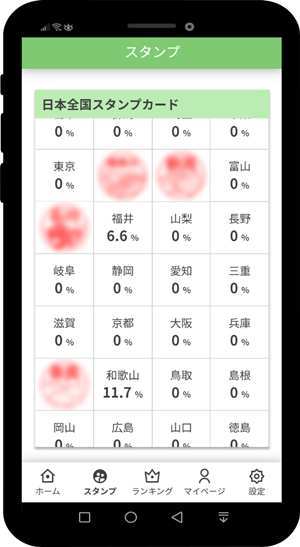 スタンプ
日本全国スタンプカード
0 % 0 % 0 % 0 %
東京 富山
0 % 0 %
福井 山梨 長野
6.6 % 0 % 0 %
岐阜 静岡 愛知 三重
0 % 0 % 0 % 0 %
滋賀 京都 大阪 兵庫
0 % 0 % 0 % 0 %
和歌山 鳥取 島根
11.7 % 0 % 0 %
岡山 広島 山口 徳島
0 % 0 % 0 % 0 %
ホーム スタンプ ランキング マイページ 設定